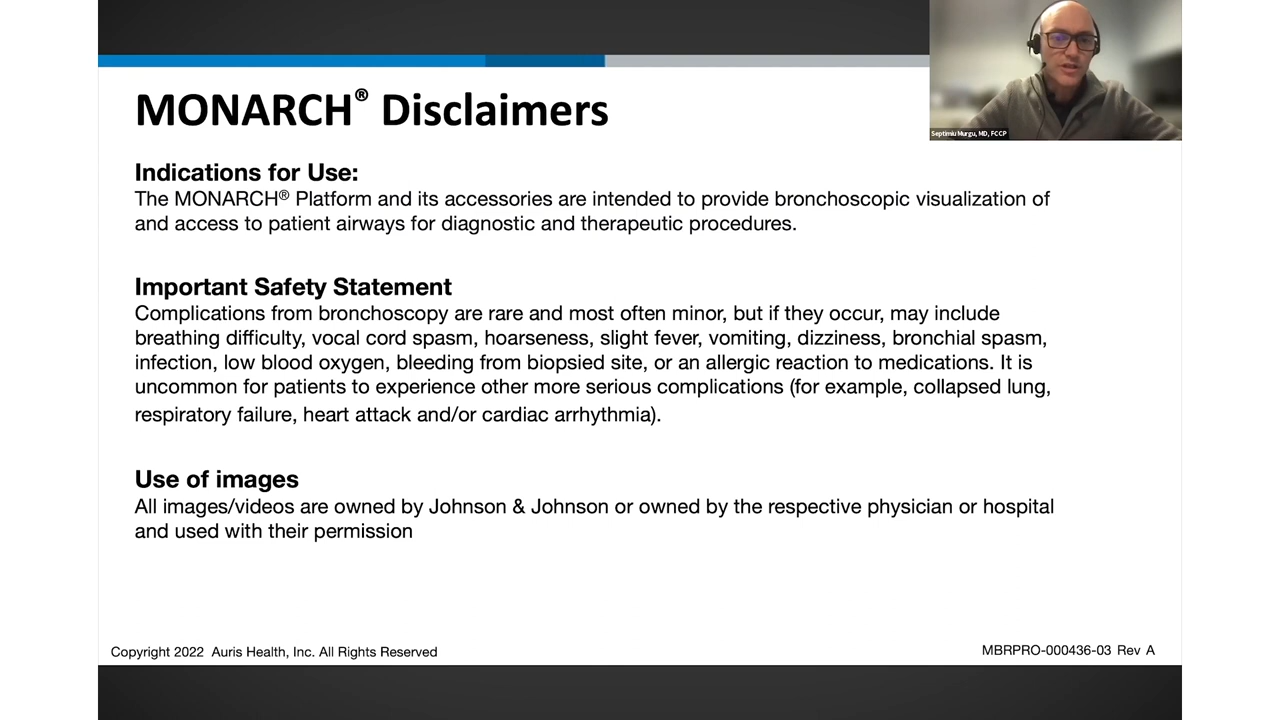 MONARCH® Disclaimers
Septimiu Murgu, MD, FCCP
Indications for Use:
The MONARCH® Platform and its accessories are intended to provide bronchoscopic visualization of
and access to patient airways for diagnostic and therapeutic procedures.
Important Safety Statement
Complications from bronchoscopy are rare and most often minor, but if they occur, may include
breathing difficulty, vocal cord spasm, hoarseness, slight fever, vomiting, dizziness, bronchial spasm,
infection, low blood oxygen, bleeding from biopsied site, or an allergic reaction to medications. It is
uncommon for patients to experience other more serious complications (for example, collapsed lung,
respiratory failure, heart attack and/or cardiac arrhythmia).
Use of images
All images/videos are owned by Johnson & Johnson or owned by the respective physician or hospital
and used with their permission
Copyright 2022 Auris Health, Inc. All Rights Reserved
MBRPRO-000436-03 Rev A